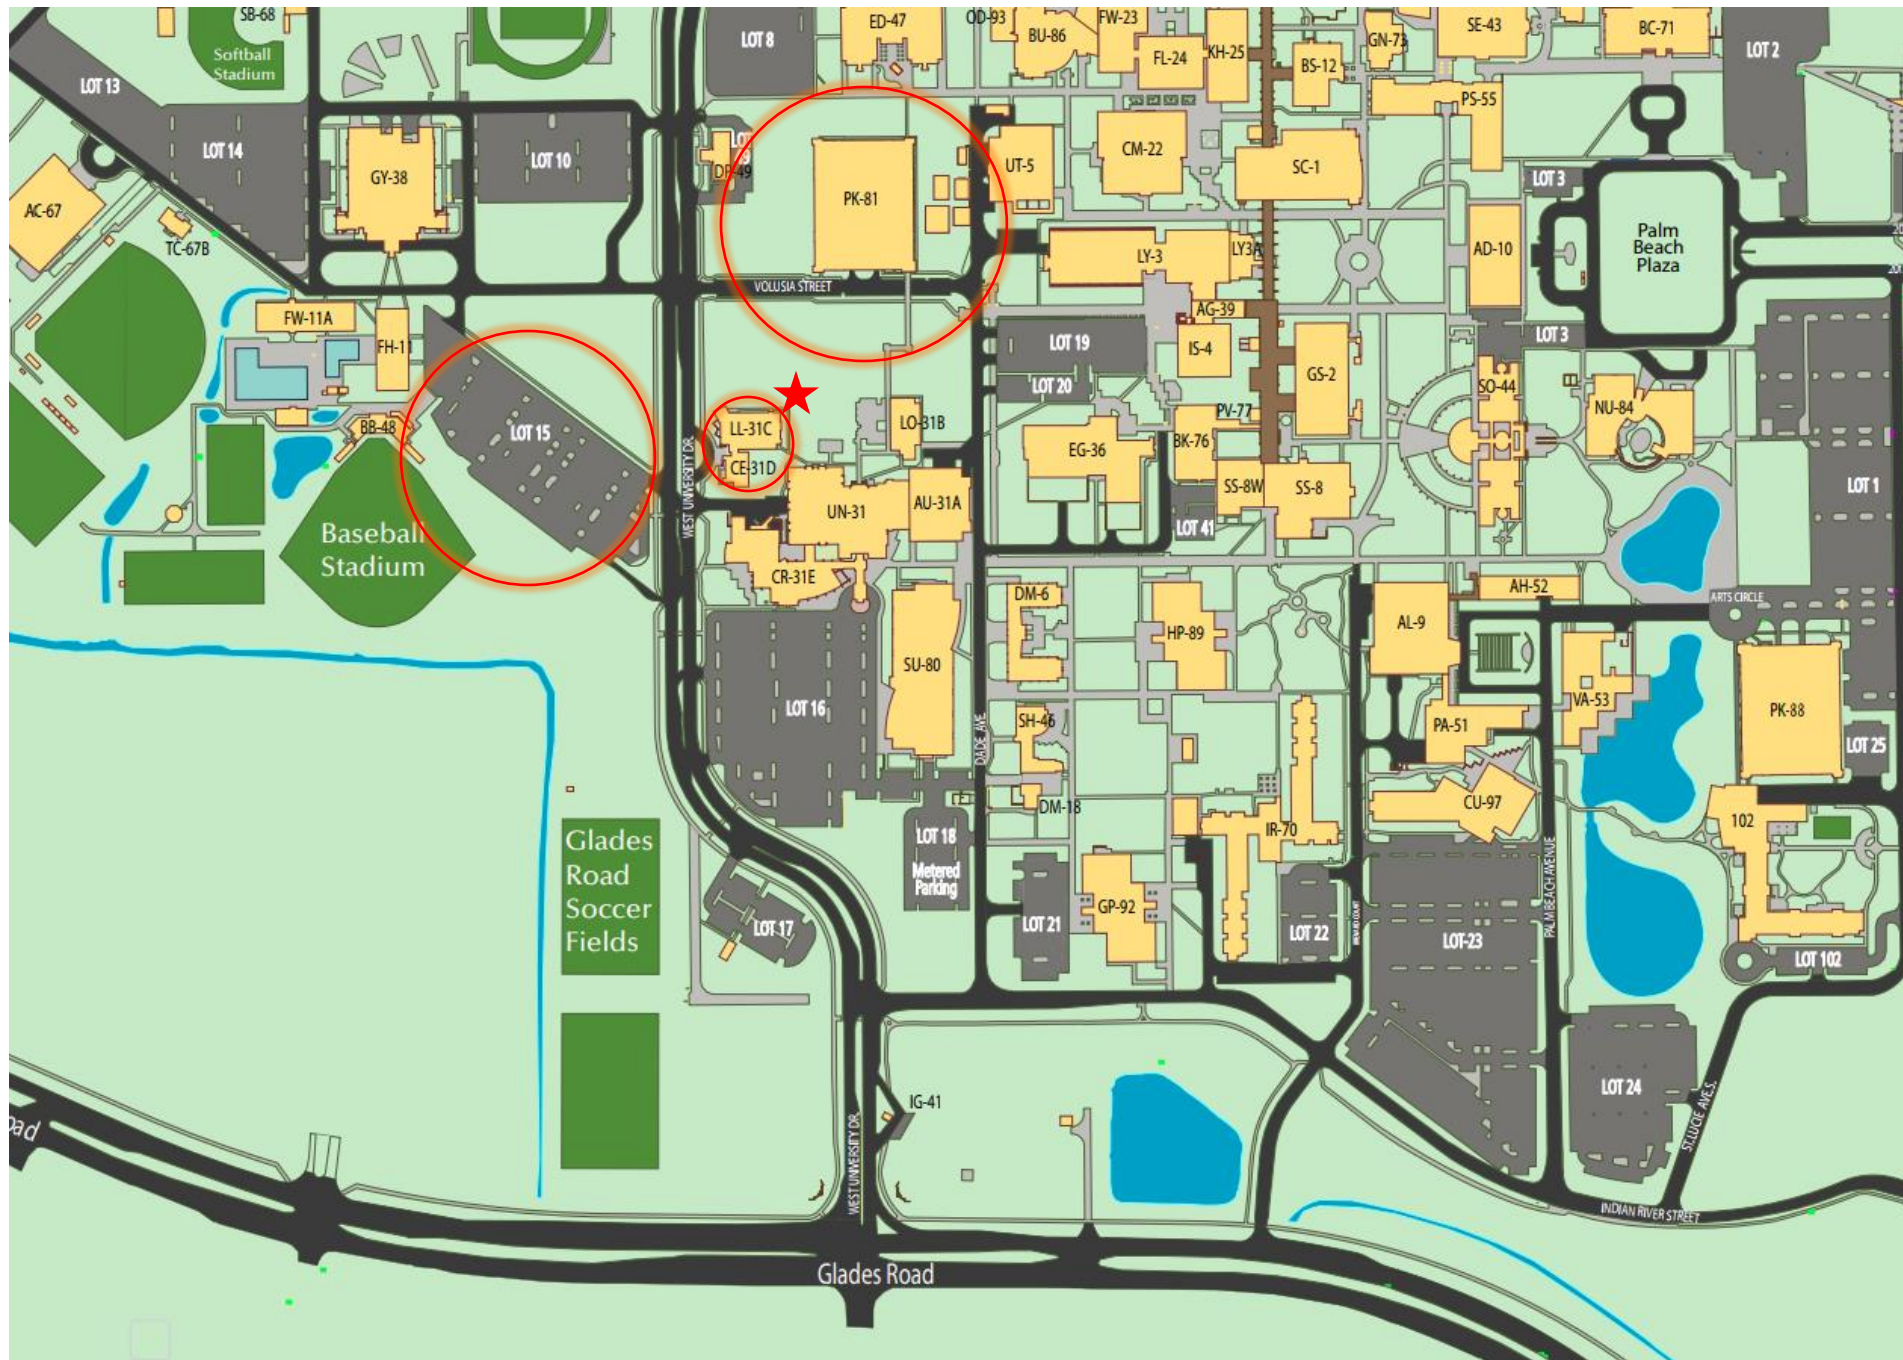 SB-68
Softball
Stadium
LOT 8
ED-47
OD-93
BU-86
FW-23
FL-24
KH-25
BS-12
GN-73
SE-43
BC-71
LOT 2
LOT 13
LOT 14
GY-38
LOT 10
DP-49
PK-81
UT-5
CM-22
SC-1
PS-55
LOT 3
AC-67
TC-67B
LY-3
LY3A
AD-10
Palm
Beach
Plaza
VOLUSIA STREET
FW-11A
FH-11
AG-39
LOT 19
IS-4
LOT 3
LOT 20
GS-2
SO-44
NU-84
BB-48
LOT 15
LL-31C
LO-31B
PV-77
EG-36
BK-76
CE-31D
WEST UNIVERSITY DR.
SS-8W
SS-8
LOT 1
Baseball
Stadium
UN-31
AU-31A
LOT 41
CR-31E
DM-6
AH-52
ARTS CIRCLE
HP-89
AL-9
SU-80
LOT 16
SH-46
DADE AVE
VA-53
PA-51
PK-88
LOT 25
DM-18
CU-97
IR-70
102
Glades
Road
Soccer
Fields
LOT 18
Metered
Parking
GP-92
LOT 17
LOT 21
LOT 22
LOT-23
PALM BEACH AVENUE
LOT 102
IG-41
LOT 24
WEST UNIVERSITY DR.
ST.LUCIE AVE S.
INDIAN RIVER STREET
Glades Road